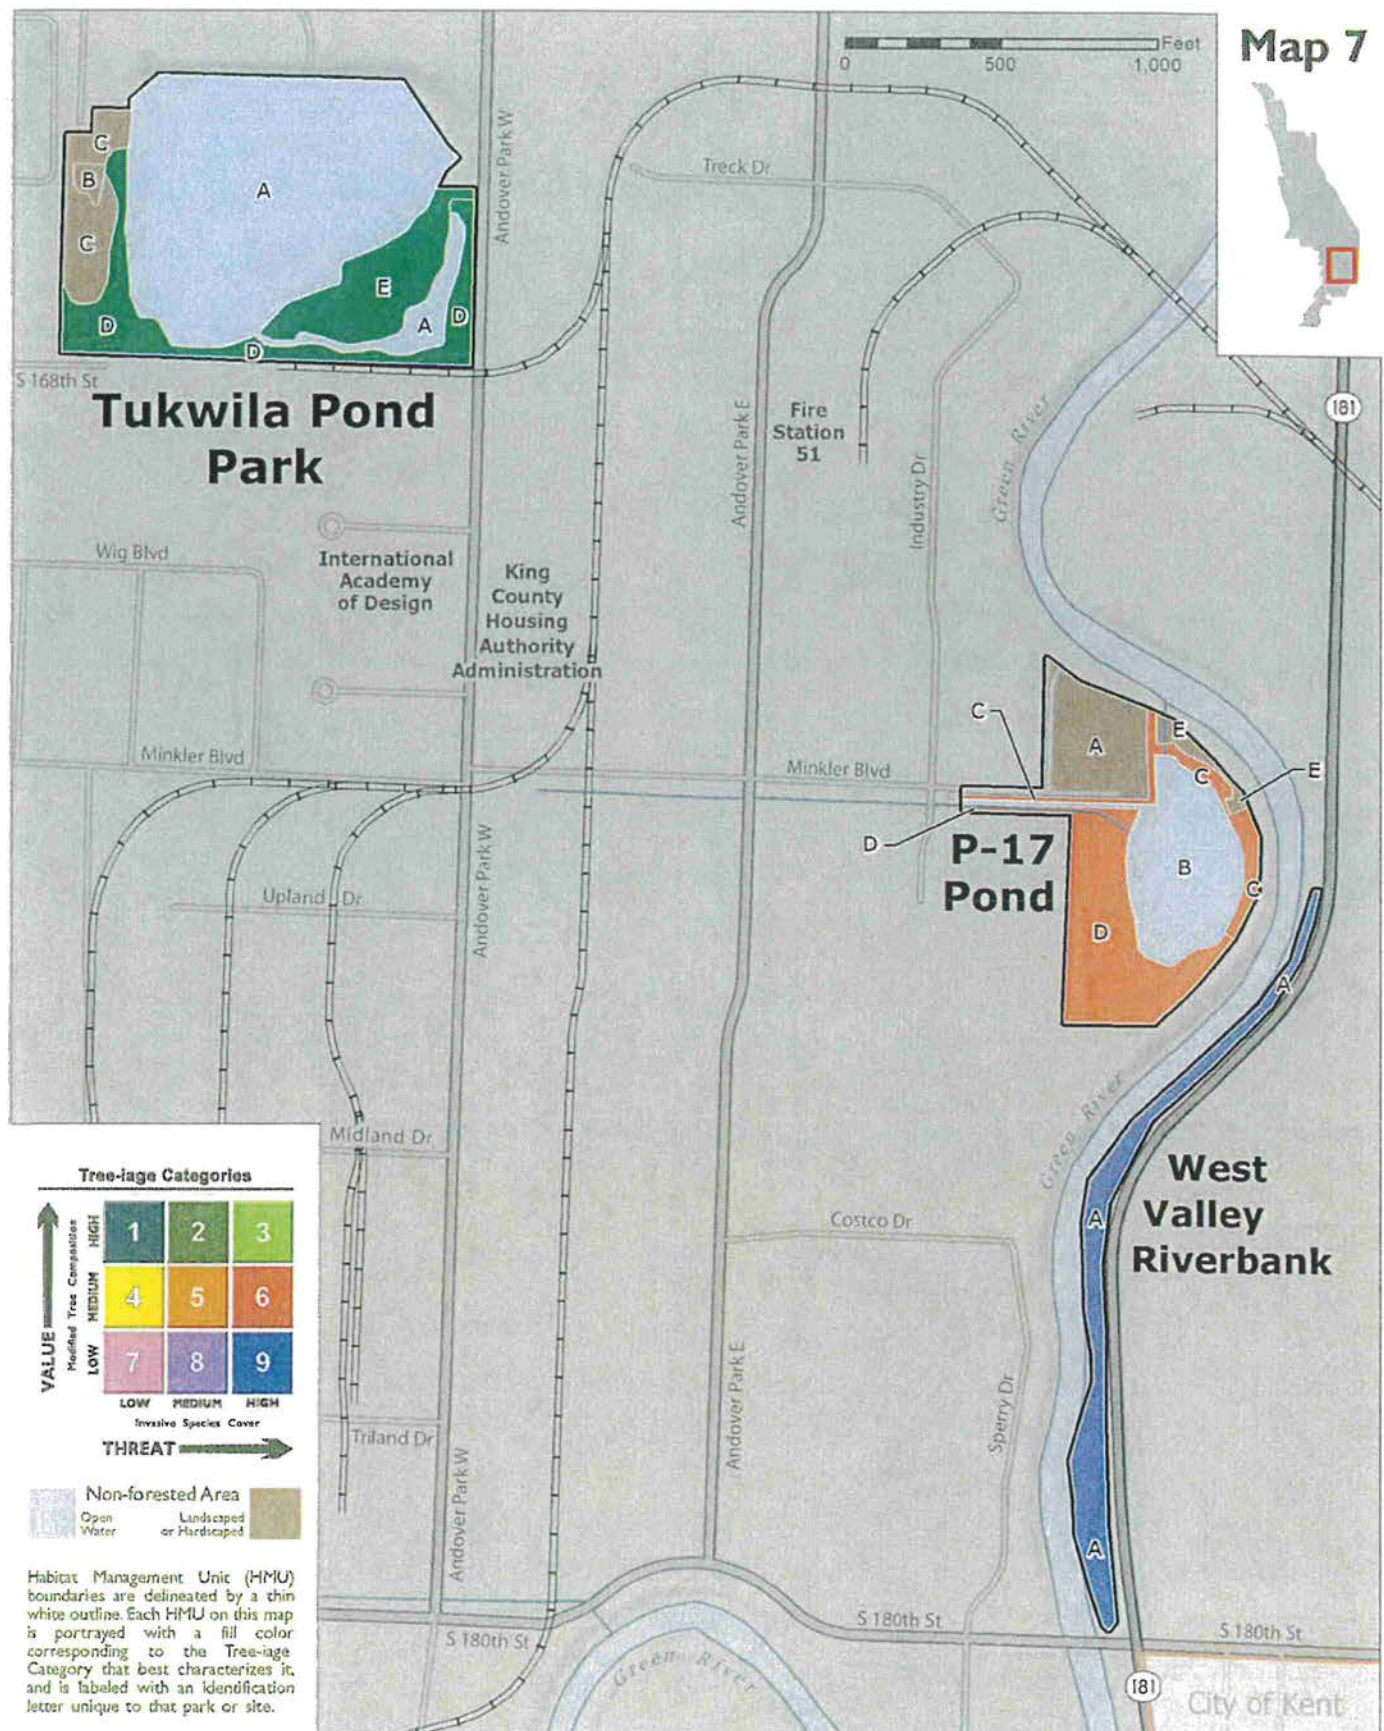 Map 7
Feet
0 500 1,000
Andover Park W
Treck Dr
C
B
A
C
E
D
A
D
D
S 168th St
Tukwila Pond
Park
181
Green River
Andover Park E
Fire
Station
51
Industry Dr
Wig Blvd
International
Academy
of Design
King
County
Housing
Authority
Administration
Minkler Blvd
Minkler Blvd
C
A
E
C
E
D
P-17
Pond
B
C
D
A
Upland Dr
Andover Park W
Green River
Midland Dr
West
Valley
Riverbank
A
Costco Dr
Andover Park E
Sperry Dr
Triland Dr
Andover Park W
A
S 180th St
S 180th St
S 180th St
Green River
181
City of Kent
Tree-iage Categories
VALUE
Modified Tree Composition
HIGH
MEDIUM
LOW
1 2 3
4 5 6
7 8 9
LOW MEDIUM HIGH
Invasive Species Cover
THREAT
Non-forested Area
Open
Water
Landscaped
or Hardscaped
Habitat Management Unit (HMU)
boundaries are delineated by a thin
white outline. Each HMU on this map
is portrayed with a fill color
corresponding to the Tree-iage
Category that best characterizes it,
and is labeled with an identification
letter unique to that park or site.